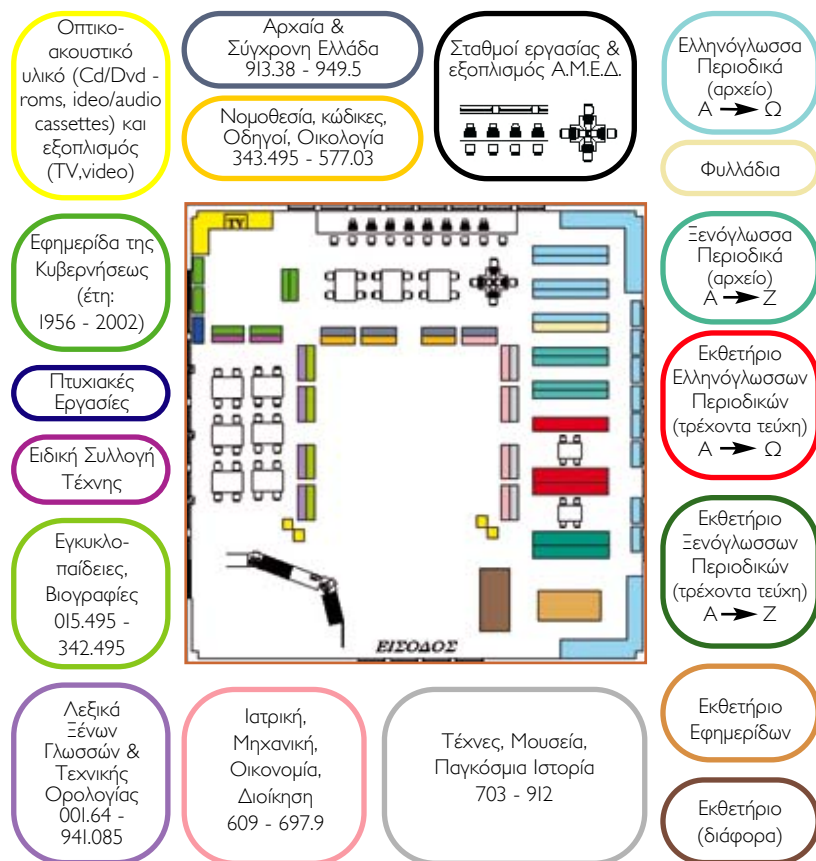 Οπτικο-
ακουστικό
υλικό (Cd/Dvd -
roms, ideo/audio
cassettes) και
εξοπλισμός
(TV,video)
Αρχαία &
Σύγχρονη Ελλάδα
913.38 - 949.5
Νομοθεσία, κώδικες,
Οδηγοί, Οικολογία
343.495 - 577.03
Σταθμοί εργασίας &
εξοπλισμός Α.Μ.Ε.Δ.
Ελληνόγλωσσα
Περιοδικά
(αρχείο)
Α → Ω
Φυλλάδια
Εφημερίδα της
Κυβερνήσεως
(έτη:
1956 - 2002)
Πτυχιακές
Εργασίες
Ειδική Συλλογή
Τέχνης
Εγκυκλο-
παίδειες,
Βιογραφίες
015.495 -
342.495
TV
ΕΙΣΟΔΟΣ
Ξενόγλωσσα
Περιοδικά
(αρχείο)
A → Z
Εκθετήριο
Ελληνόγλωσσων
Περιοδικών
(τρέχοντα τεύχη)
Α → Ω
Εκθετήριο
Ξενόγλωσσων
Περιοδικών
(τρέχοντα τεύχη)
A → Z
Λεξικά
Ξένων
Γλωσσών &
Τεχνικής
Ορολογίας
001.64 -
941.085
Ιατρική,
Μηχανική,
Οικονομία,
Διοίκηση
609 - 697.9
Τέχνες, Μουσεία,
Παγκόσμια Ιστορία
703 - 912
Εκθετήριο
Εφημερίδων
Εκθετήριο
(διάφορα)